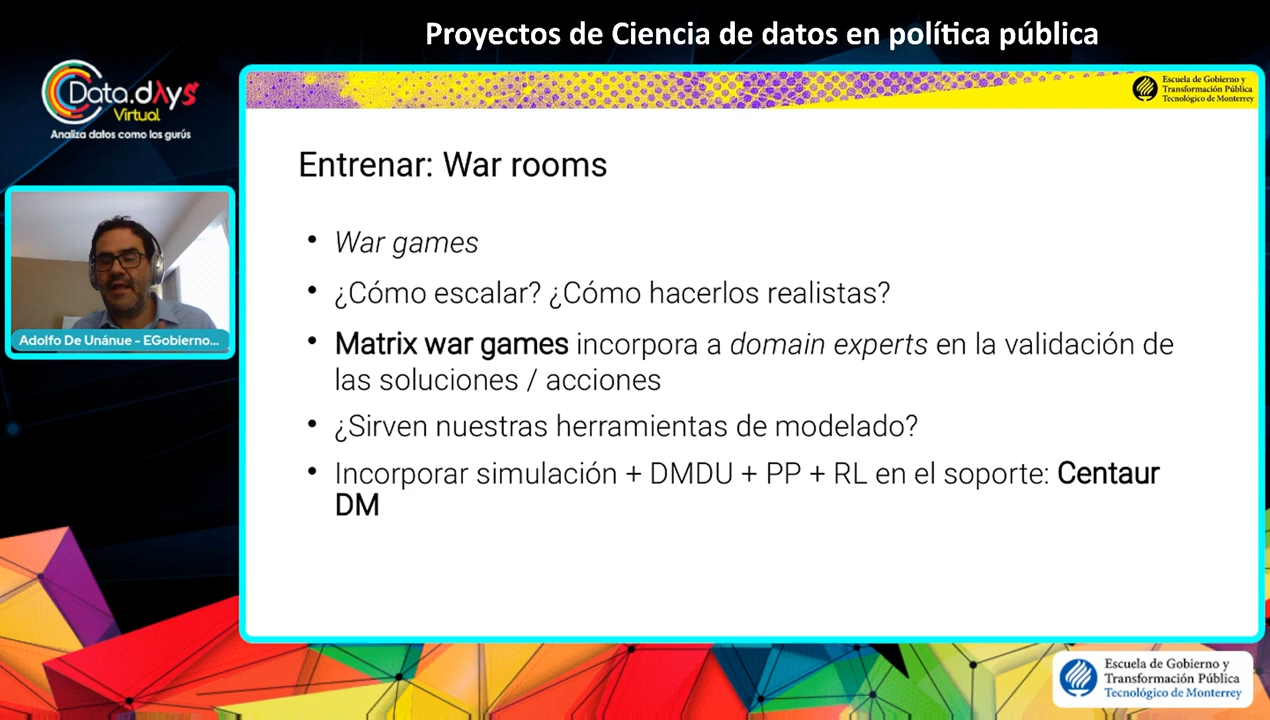 Proyectos de Ciencia de datos en política pública
Data.dAys
Virtual
Analiza datos como los gurús
Escuela de Gobierno y
Transformación Pública
Tecnológico de Monterrey
Entrenar: War rooms
• War games
• ¿Cómo escalar? ¿Cómo hacerlos realistas?
• Matrix war games incorpora a domain experts en la validación de
las soluciones / acciones
• ¿Sirven nuestras herramientas de modelado?
• Incorporar simulación + DMDU + PP + RL en el soporte: Centaur
DM
Adolfo De Unánue - EGobierno...
Escuela de Gobierno y
Transformación Pública
Tecnológico de Monterrey